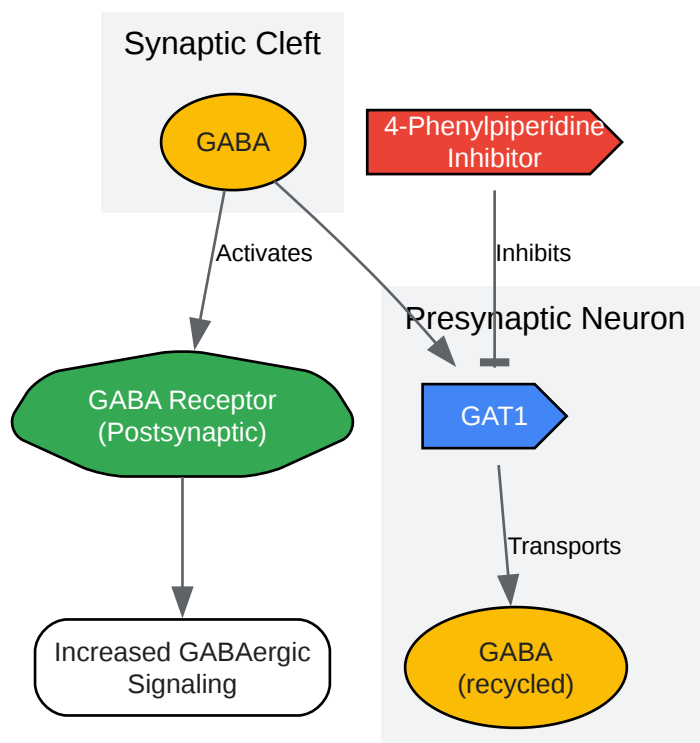 Synaptic Cleft
GABA
4-Phenylpiperidine
Inhibitor
Activates
Inhibits
Presynaptic Neuron
GABA Receptor
(Postsynaptic)
GAT1
Transports
Increased GABAergic
Signaling
GABA
(recycled)